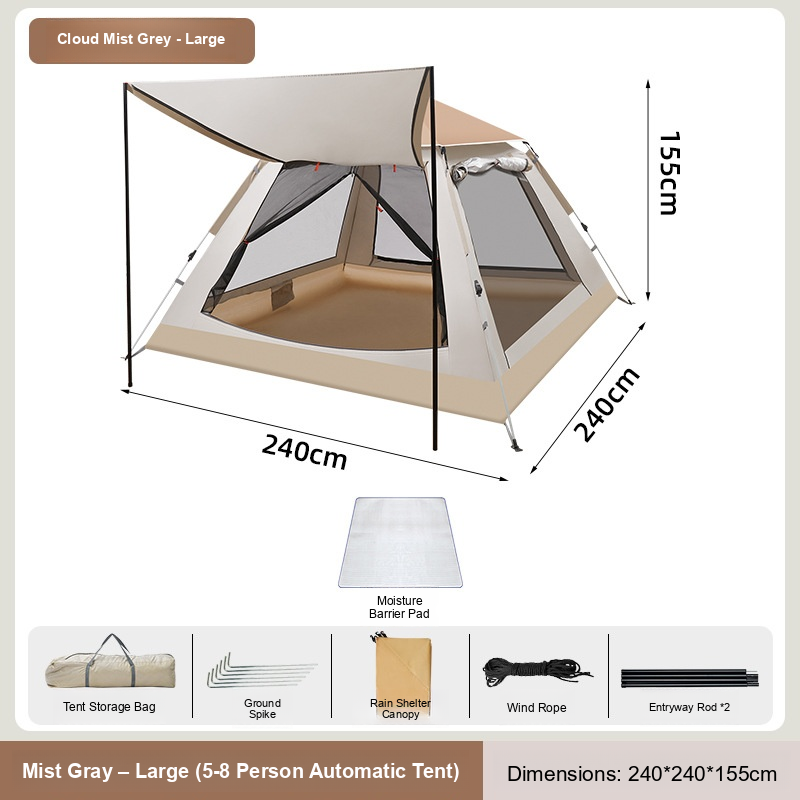 Cloud Mist Grey - Large
155cm
240cm
240cm
Moisture
Barrier Pad
Tent Storage Bag
Ground
Spike
Rain Shelter
Canopy
Wind Rope
Entryway Rod *2
Mist Gray – Large (5-8 Person Automatic Tent)
Dimensions: 240*240*155cm